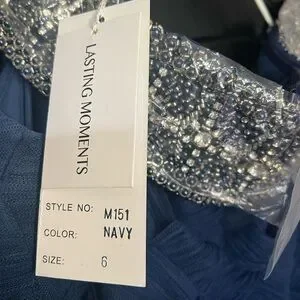 LASTING MOMENTS
STYLE NO: M151
COLOR: NAVY
SIZE: 6